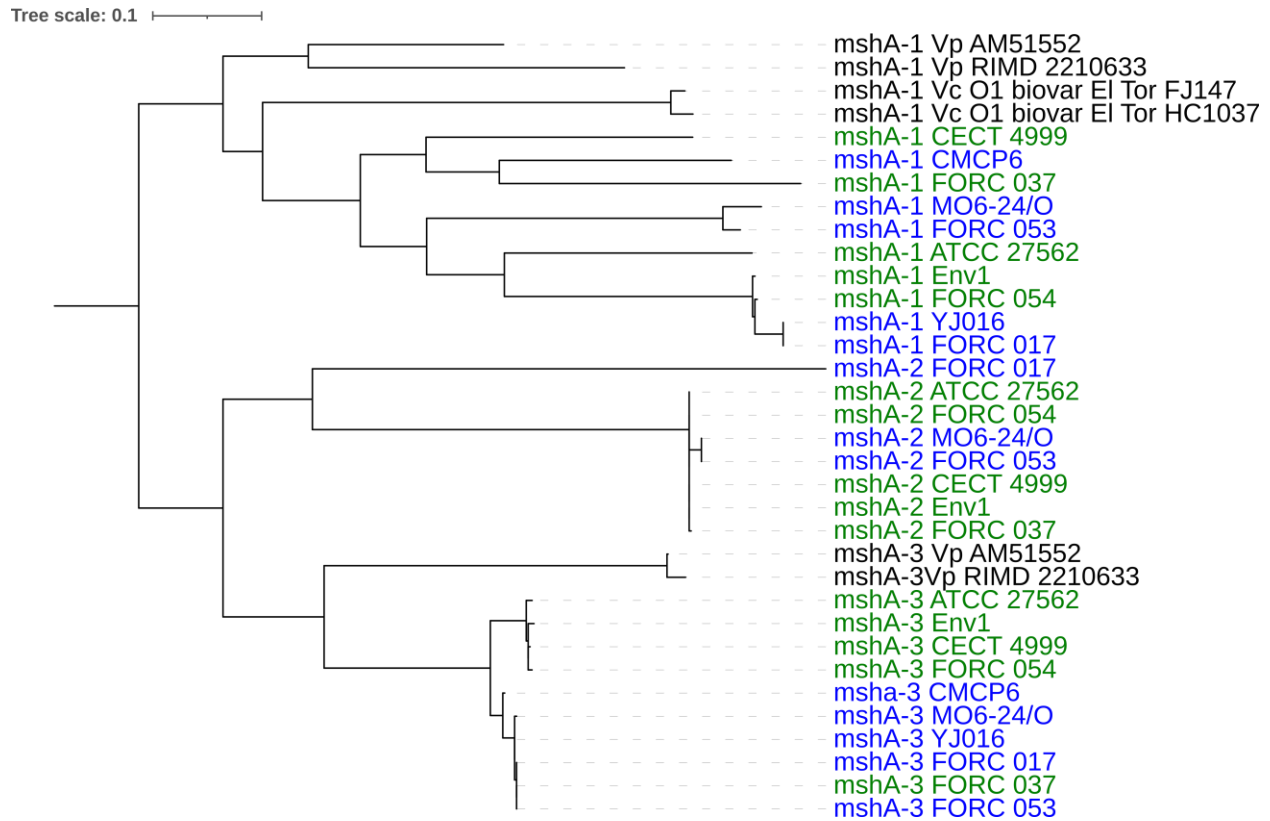 Tree scale: 0.1
mshA-1 Vp AM51552
mshA-1 Vp RIMD 2210633
mshA-1 Vc O1 biovar El Tor FJ147
mshA-1 Vc O1 biovar El Tor HC1037
mshA-1 CECT 4999
mshA-1 CMCP6
mshA-1 FORC 037
mshA-1 MO6-24/O
mshA-1 FORC 053
mshA-1 ATCC 27562
mshA-1 Env1
mshA-1 FORC 054
mshA-1 YJ016
mshA-1 FORC 017
mshA-2 FORC 017
mshA-2 ATCC 27562
mshA-2 FORC 054
mshA-2 MO6-24/O
mshA-2 FORC 053
mshA-2 CECT 4999
mshA-2 Env1
mshA-2 FORC 037
mshA-3 Vp AM51552
mshA-3Vp RIMD 2210633
mshA-3 ATCC 27562
mshA-3 Env1
mshA-3 CECT 4999
mshA-3 FORC 054
msha-3 CMCP6
mshA-3 MO6-24/O
mshA-3 YJ016
mshA-3 FORC 017
mshA-3 FORC 037
mshA-3 FORC 053